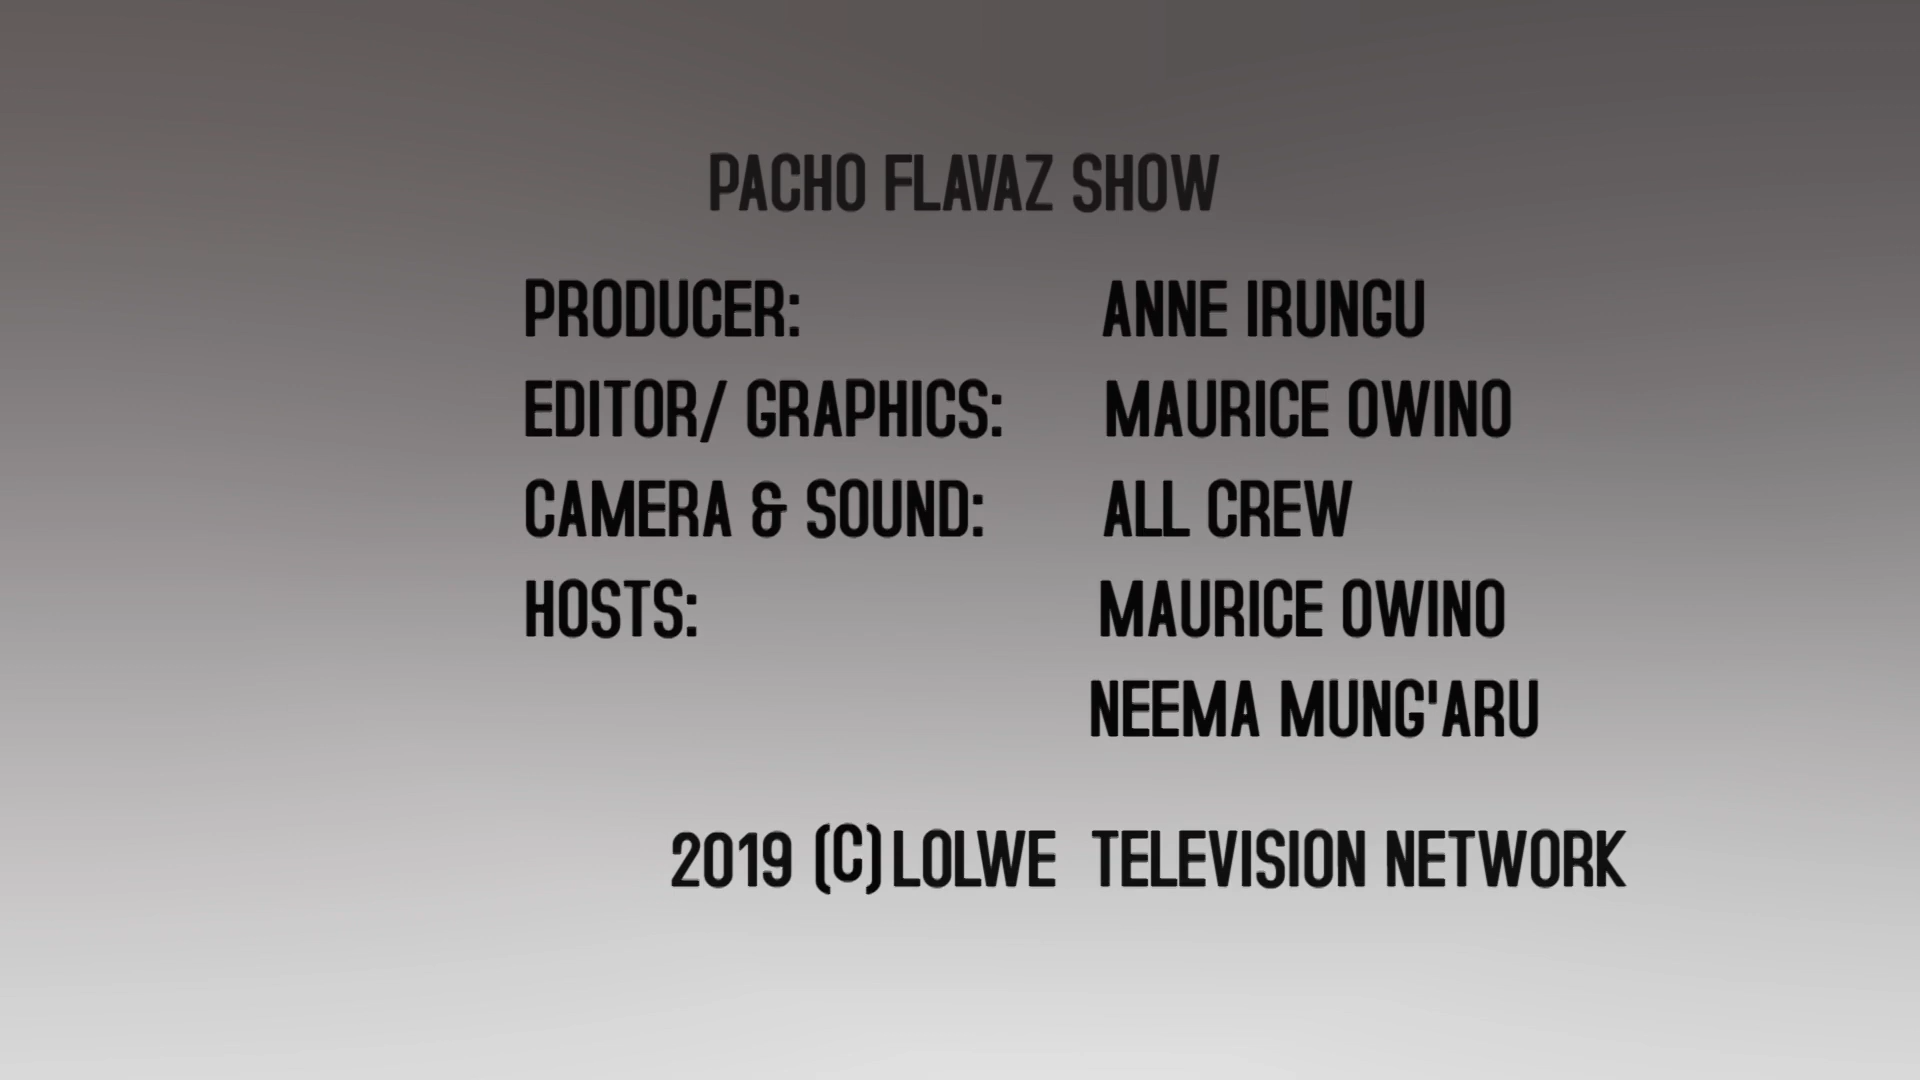 PACHO FLAVAZ SHOW
PRODUCER: ANNE IRUNGU
EDITOR/ GRAPHICS: MAURICE OWINO
CAMERA & SOUND: ALL CREW
HOSTS: MAURICE OWINO
NEEMA MUNG'ARU
2019 (C) LOLWE TELEVISION NETWORK